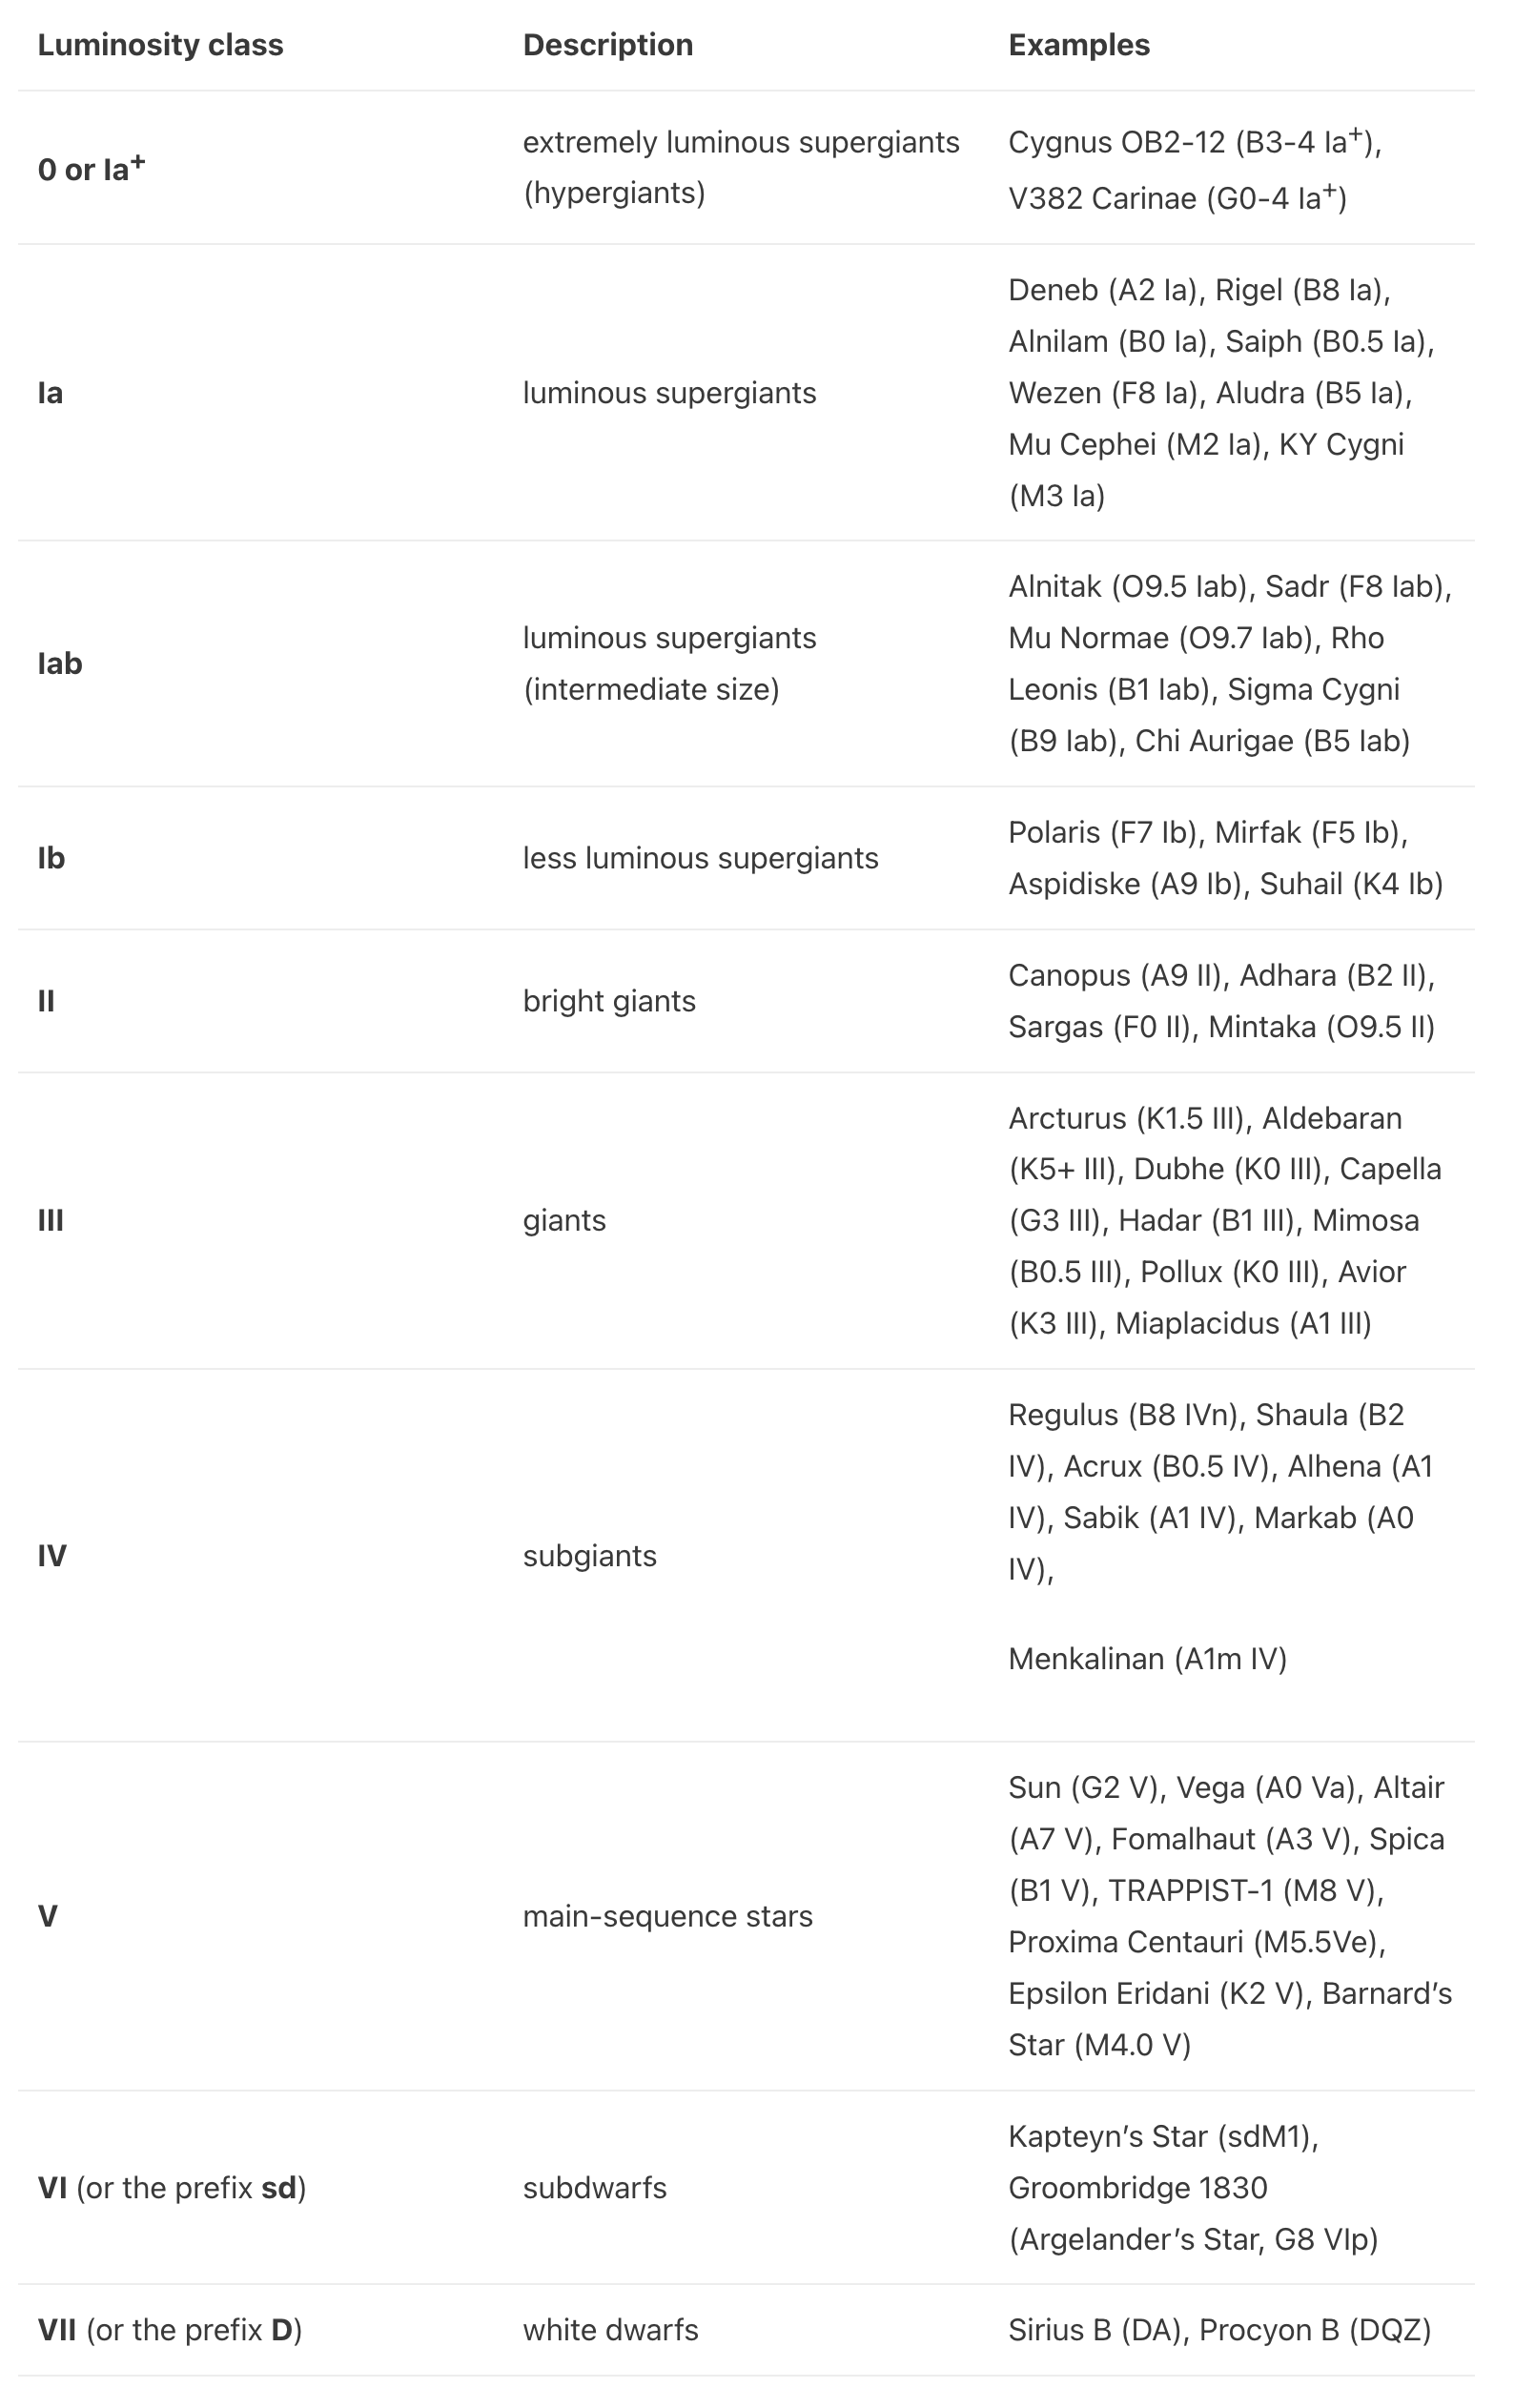 Luminosity class Description Examples
0 or Ia⁺
extremely luminous supergiants
(hypergiants)
Cygnus OB2-12 (B3-4 Ia⁺),
V382 Carinae (G0-4 Ia⁺)
Ia
luminous supergiants
Deneb (A2 Ia), Rigel (B8 Ia),
Alnilam (B0 Ia), Saiph (B0.5 Ia),
Wezen (F8 Ia), Aludra (B5 Ia),
Mu Cephei (M2 Ia), KY Cygni
(M3 Ia)
Iab
luminous supergiants
(intermediate size)
Alnitak (O9.5 Iab), Sadr (F8 Iab),
Mu Normae (O9.7 Iab), Rho
Leonis (B1 Iab), Sigma Cygni
(B9 Iab), Chi Aurigae (B5 Iab)
Ib
less luminous supergiants
Polaris (F7 Ib), Mirfak (F5 Ib),
Aspidiske (A9 Ib), Suhail (K4 Ib)
II
bright giants
Canopus (A9 II), Adhara (B2 II),
Sargas (F0 II), Mintaka (O9.5 II)
III
giants
Arcturus (K1.5 III), Aldebaran
(K5+ III), Dubhe (K0 III), Capella
(G3 III), Hadar (B1 III), Mimosa
(B0.5 III), Pollux (K0 III), Avior
(K3 III), Miaplacidus (A1 III)
IV
subgiants
Regulus (B8 IVn), Shaula (B2
IV), Acrux (B0.5 IV), Alhena (A1
IV), Sabik (A1 IV), Markab (A0
IV),
Menkalinan (A1m IV)
V
main-sequence stars
Sun (G2 V), Vega (A0 Va), Altair
(A7 V), Fomalhaut (A3 V), Spica
(B1 V), TRAPPIST-1 (M8 V),
Proxima Centauri (M5.5Ve),
Epsilon Eridani (K2 V), Barnard’s
Star (M4.0 V)
VI (or the prefix sd)
subdwarfs
Kapteyn’s Star (sdM1),
Groombridge 1830
(Argelander’s Star, G8 VIp)
VII (or the prefix D)
white dwarfs
Sirius B (DA), Procyon B (DQZ)